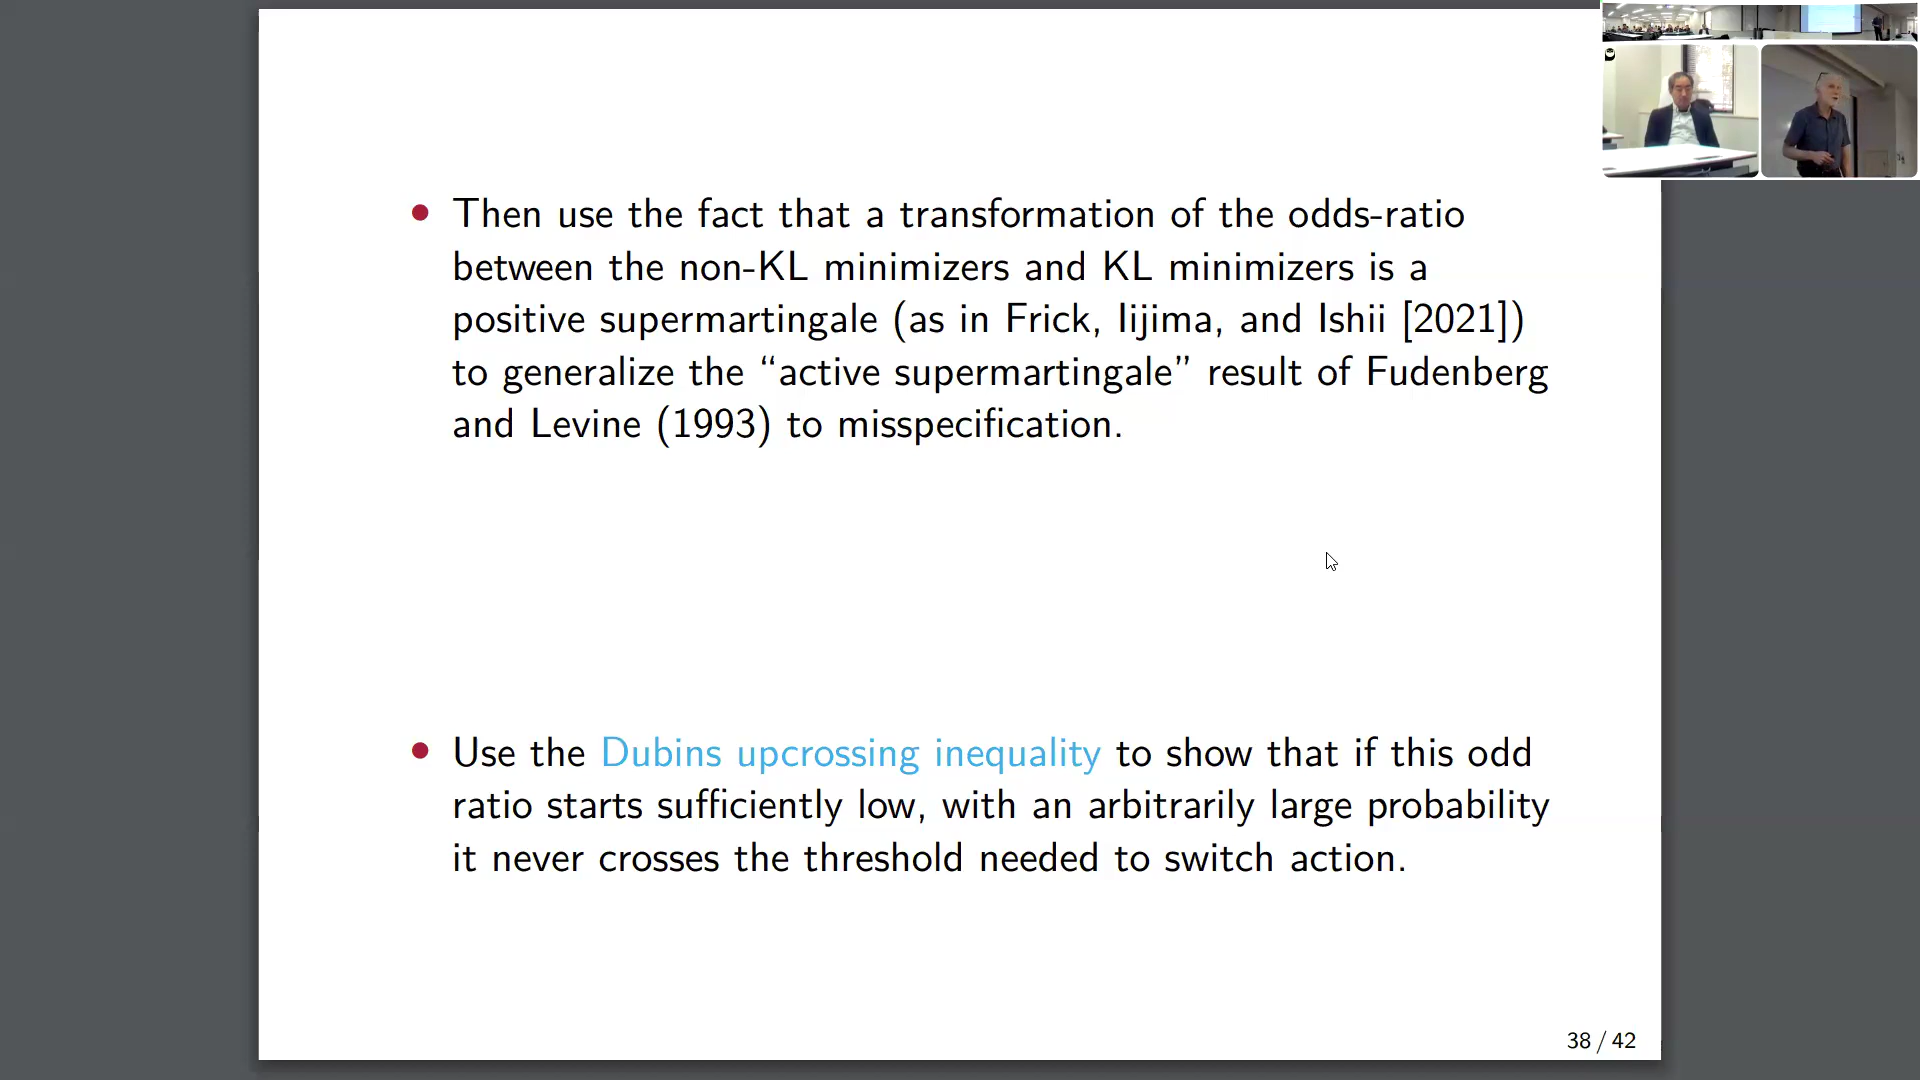 • Then use the fact that a transformation of the odds-ratio
between the non-KL minimizers and KL minimizers is a
positive supermartingale (as in Frick, Iijima, and Ishii [2021])
to generalize the “active supermartingale” result of Fudenberg
and Levine (1993) to misspecification.
• Use the Dubins upcrossing inequality to show that if this odd
ratio starts sufficiently low, with an arbitrarily large probability
it never crosses the threshold needed to switch action.
38 / 42